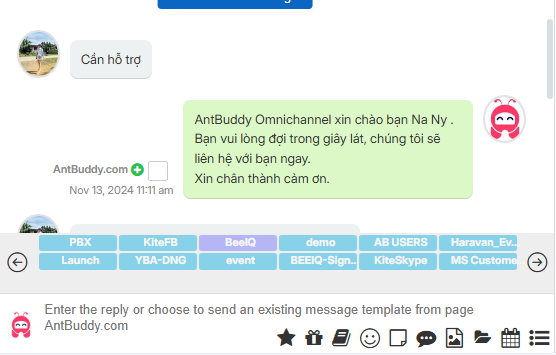 Cần hỗ trợ
AntBuddy Omnichannel xin chào bạn Na Ny .
Bạn vui lòng đợi trong giây lát, chúng tôi sẽ
liên hệ với bạn ngay.
Xin chân thành cảm ơn.
AntBuddy.com
Nov 13, 2024 11:11 am
PBX KiteFB BeeIQ demo AB USERS Haravan_Ev..
Launch YBA-DNG event BEEIQ-Sign.. KiteSkype MS Custome
Enter the reply or choose to send an existing message template from page
AntBuddy.com